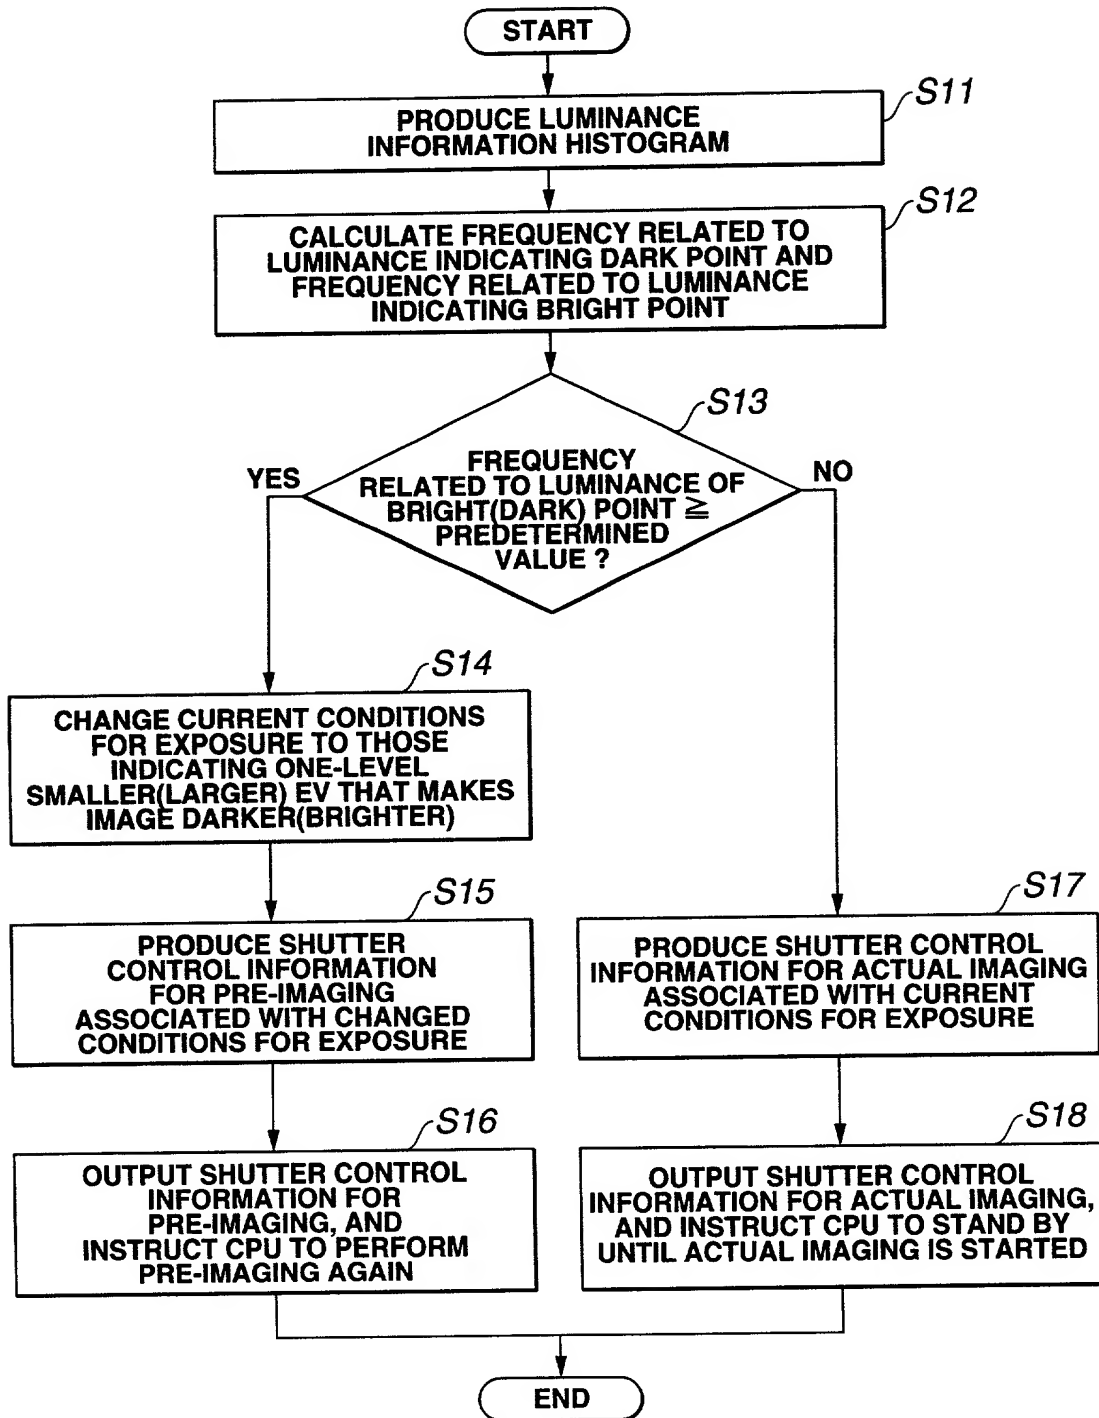 START
S11
PRODUCE LUMINANCE
INFORMATION HISTOGRAM
S12
CALCULATE FREQUENCY RELATED TO
LUMINANCE INDICATING DARK POINT AND
FREQUENCY RELATED TO LUMINANCE
INDICATING BRIGHT POINT
S13
YES
NO
FREQUENCY
RELATED TO LUMINANCE OF
BRIGHT(DARK) POINT ≧
PREDETERMINED
VALUE ?
S14
CHANGE CURRENT CONDITIONS
FOR EXPOSURE TO THOSE
INDICATING ONE-LEVEL
SMALLER(LARGER) EV THAT MAKES
IMAGE DARKER(BRIGHTER)
S15
PRODUCE SHUTTER
CONTROL INFORMATION
FOR PRE-IMAGING
ASSOCIATED WITH CHANGED
CONDITIONS FOR EXPOSURE
S16
OUTPUT SHUTTER CONTROL
INFORMATION FOR
PRE-IMAGING, AND
INSTRUCT CPU TO PERFORM
PRE-IMAGING AGAIN
S17
PRODUCE SHUTTER CONTROL
INFORMATION FOR ACTUAL IMAGING
ASSOCIATED WITH CURRENT
CONDITIONS FOR EXPOSURE
S18
OUTPUT SHUTTER CONTROL
INFORMATION FOR ACTUAL IMAGING,
AND INSTRUCT CPU TO STAND BY
UNTIL ACTUAL IMAGING IS STARTED
END